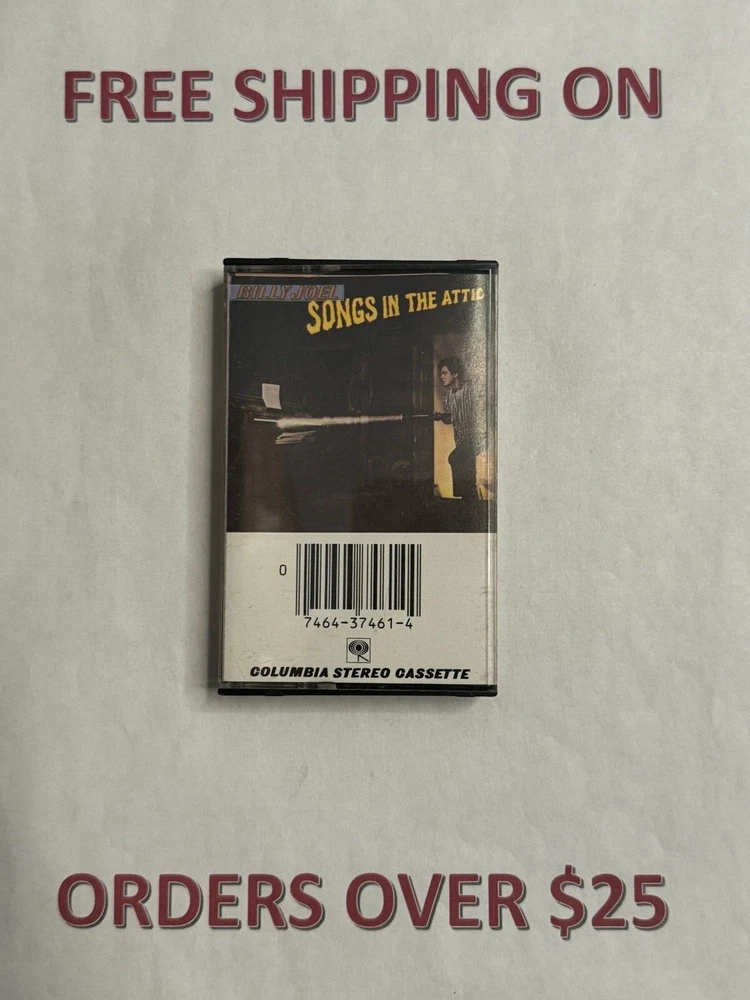 FREE SHIPPING ON
BILLY JOEL
SONGS IN THE ATTIC
0
7464-37461-4
COLUMBIA STEREO CASSETTE
ORDERS OVER $25